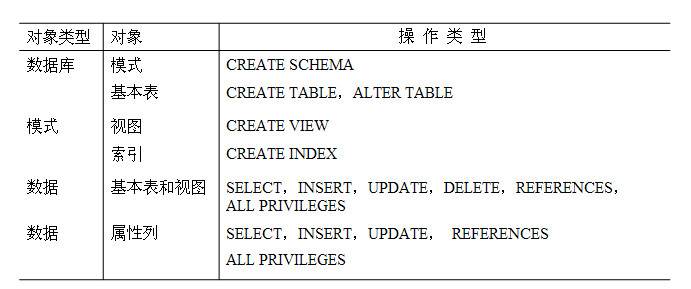 对象类型 对象 操 作 类 型
数据库 模式 CREATE SCHEMA
基本表 CREATE TABLE，ALTER TABLE
模式 视图 CREATE VIEW
索引 CREATE INDEX
数据 基本表和视图 SELECT，INSERT，UPDATE，DELETE，REFERENCES，
ALL PRIVILEGES
数据 属性列 SELECT，INSERT，UPDATE， REFERENCES
ALL PRIVILEGES